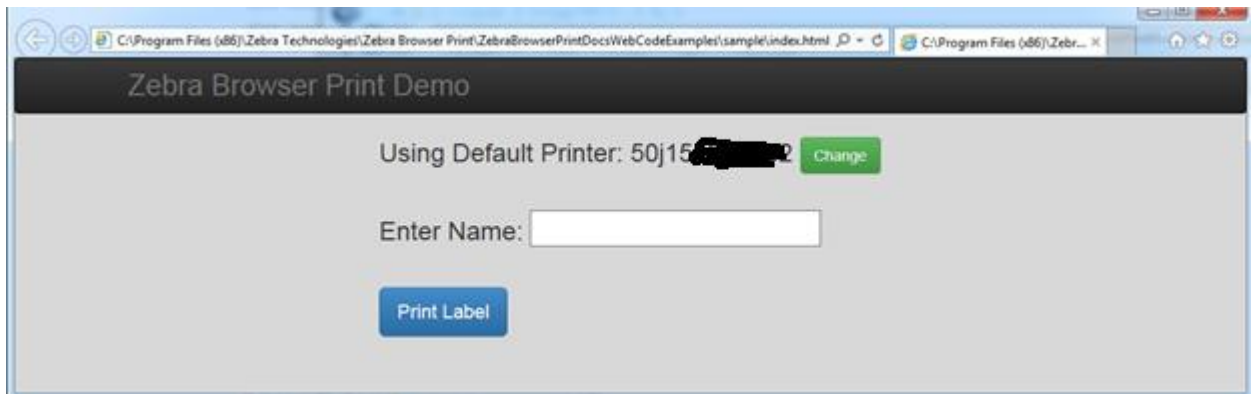 C:\Program Files (x86)\Zebra Technologies\Zebra Browser Print\ZebraBrowserPrintDocsWebCodeExamples\sample\index.html
C:\Program Files (x86)\Zebr...
Zebra Browser Print Demo
Using Default Printer: 50j15 2 Change
Enter Name:
Print Label